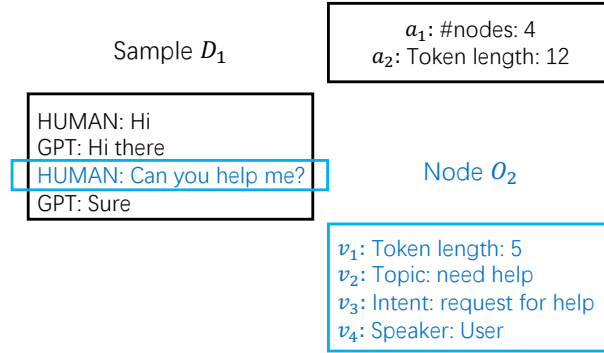 Sample D₁
a₁: #nodes: 4
a₂: Token length: 12
HUMAN: Hi
GPT: Hi there
HUMAN: Can you help me?
GPT: Sure
Node O₂
v₁: Token length: 5
v₂: Topic: need help
v₃: Intent: request for help
v₄: Speaker: User